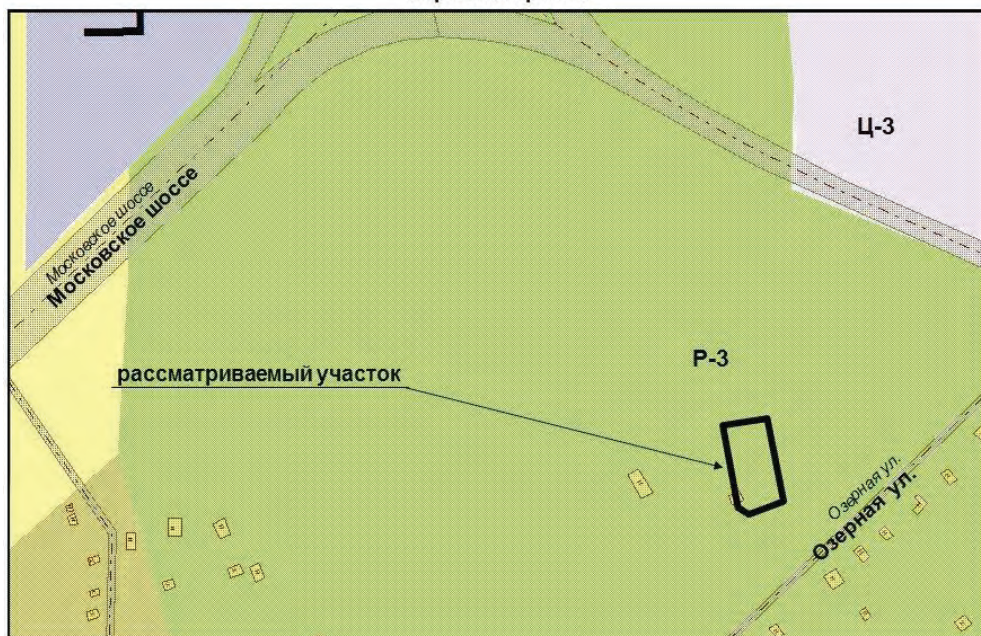 Ц-3
Московское шоссе
Московское шоссе
Р-3
рассматриваемый участок
Озерная ул.
Озерная ул.